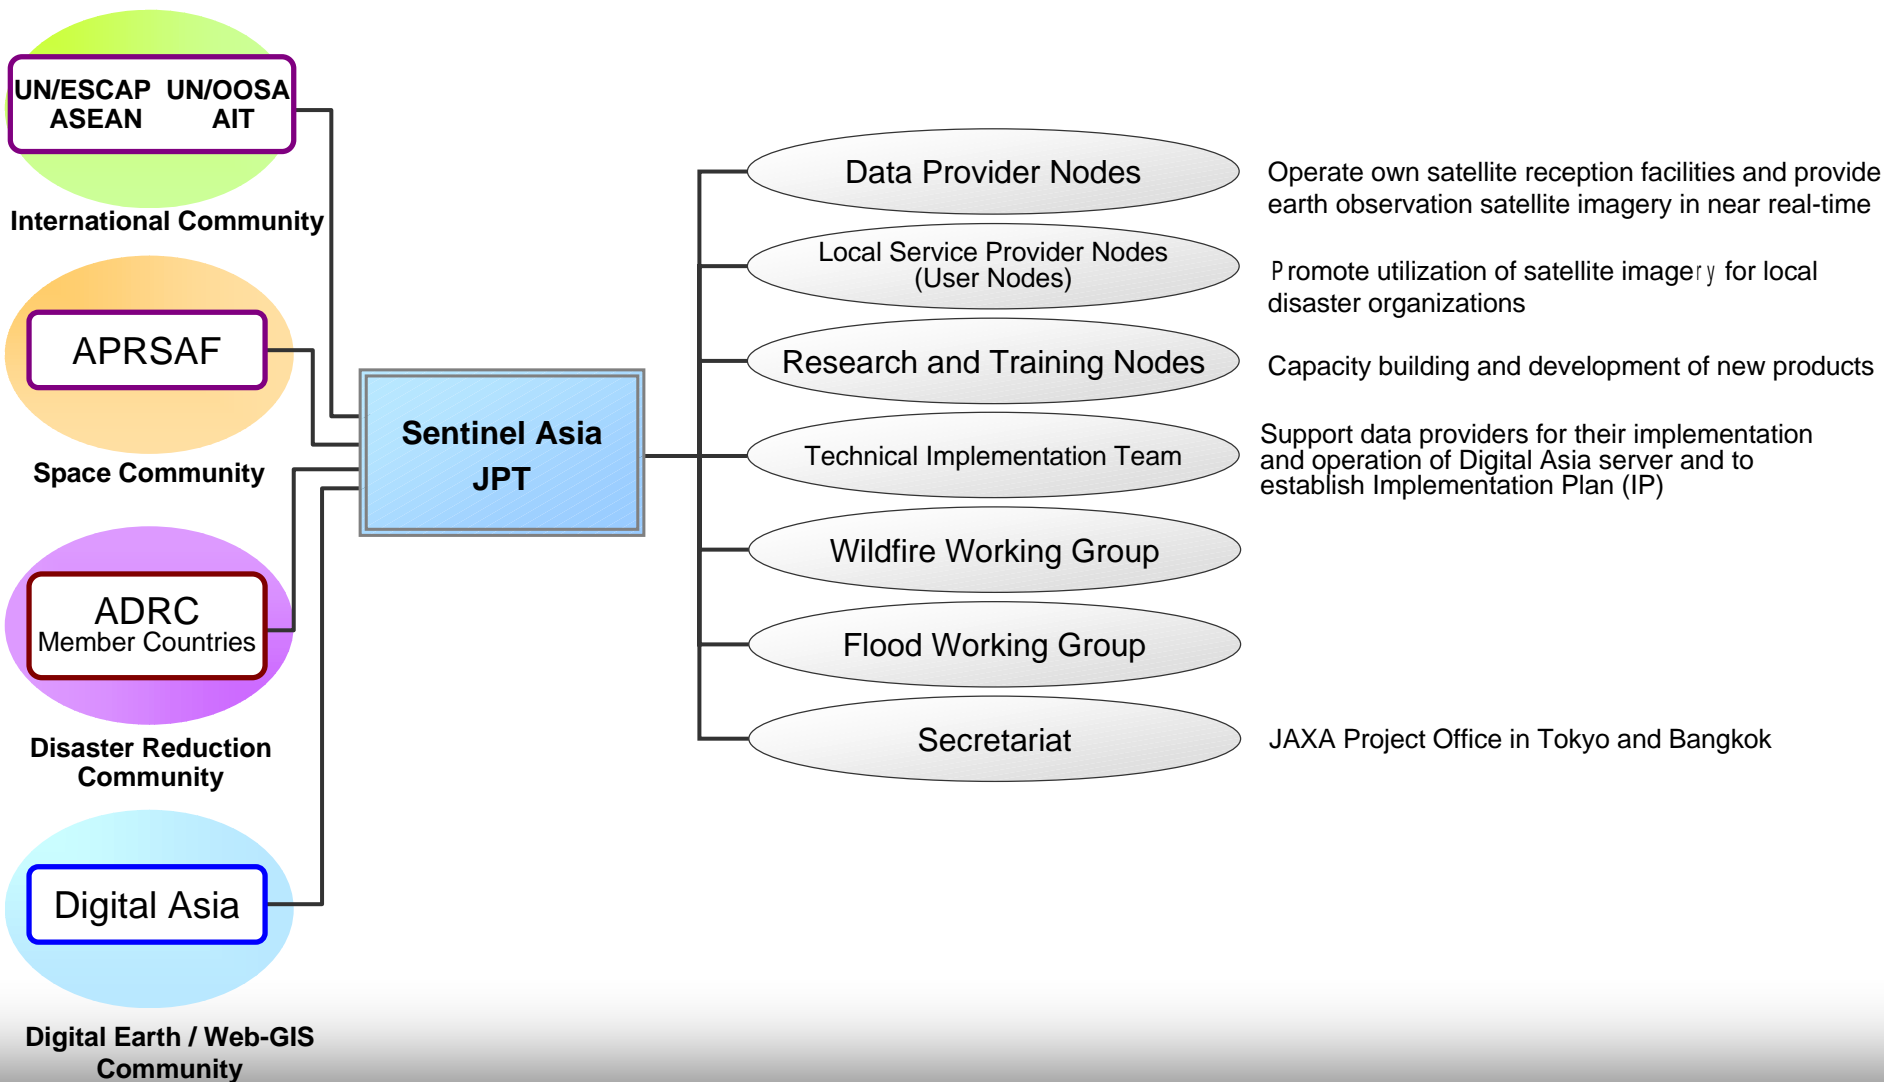 UN/ESCAP UN/OOSA
ASEAN AIT
International Community
APRSAF
Space Community
ADRC
Member Countries
Disaster Reduction
Community
Digital Asia
Digital Earth / Web-GIS
Community
Sentinel Asia
JPT
Data Provider Nodes
Operate own satellite reception facilities and provide
earth observation satellite imagery in near real-time
Local Service Provider Nodes
(User Nodes)
Promote utilization of satellite imagery for local
disaster organizations
Research and Training Nodes
Capacity building and development of new products
Technical Implementation Team
Support data providers for their implementation
and operation of Digital Asia server and to
establish Implementation Plan (IP)
Wildfire Working Group
Flood Working Group
Secretariat
JAXA Project Office in Tokyo and Bangkok